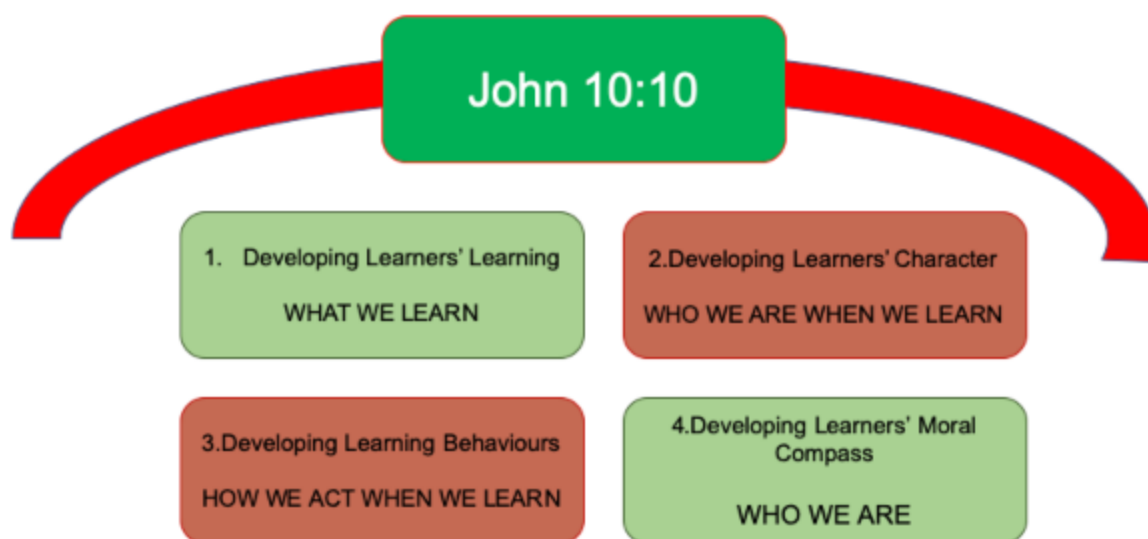 John 10:10
1. Developing Learners' Learning
WHAT WE LEARN
2.Developing Learners' Character
WHO WE ARE WHEN WE LEARN
3.Developing Learning Behaviours
HOW WE ACT WHEN WE LEARN
4.Developing Learners' Moral
Compass
WHO WE ARE